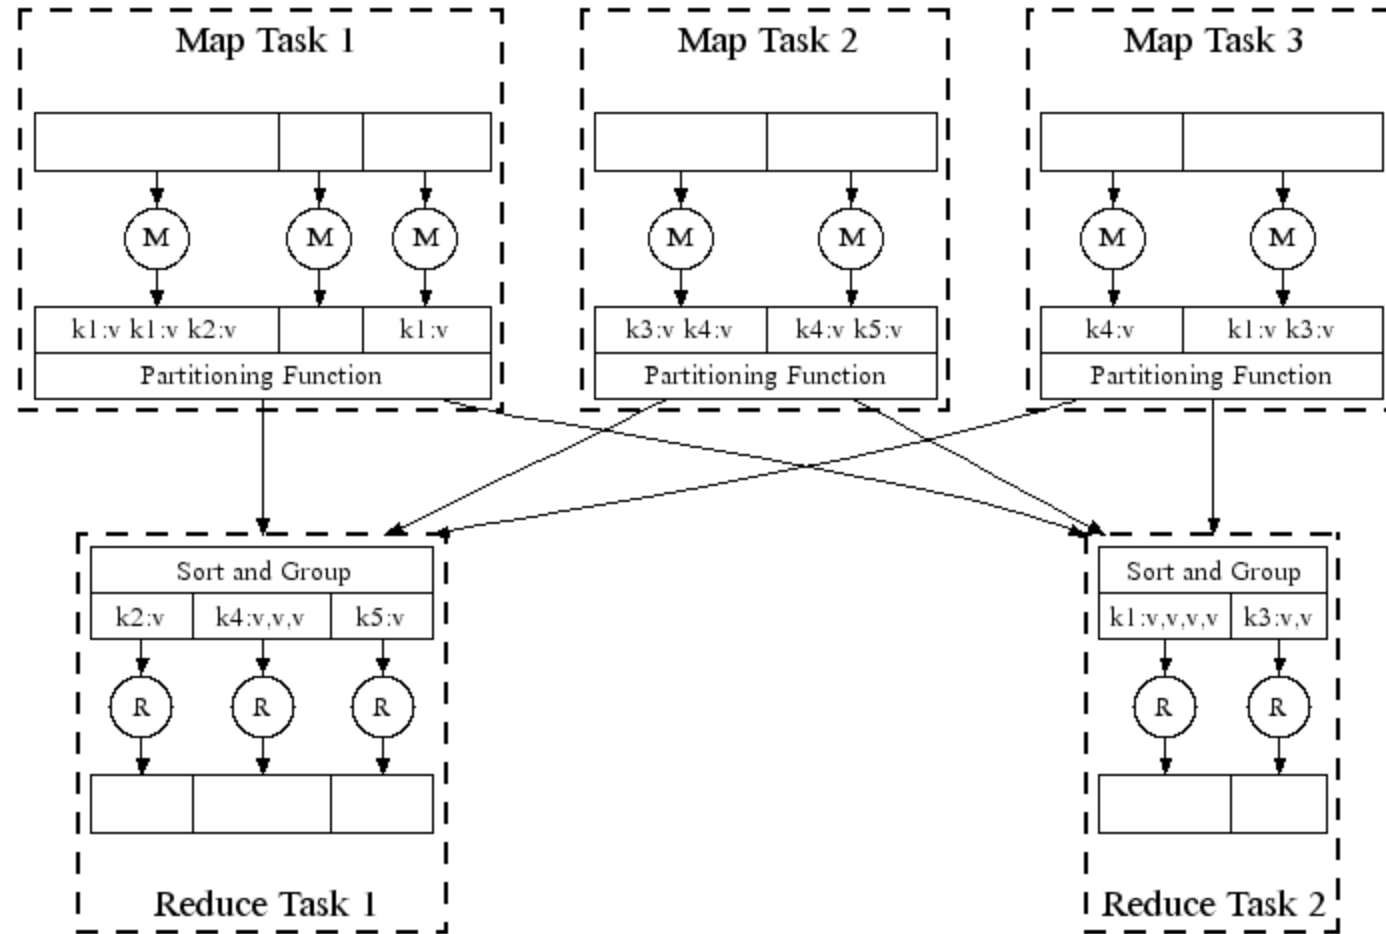 Map Task 1
Map Task 2
Map Task 3
M
M
M
M
M
M
M
k1:v k1:v k2:v
k1:v
k3:v k4:v
k4:v k5:v
k4:v
k1:v k3:v
Partitioning Function
Partitioning Function
Partitioning Function
Sort and Group
Sort and Group
k2:v
k4:v,v,v
k5:v
k1:v,v,v,v
k3:v,v
R
R
R
R
R
Reduce Task 1
Reduce Task 2